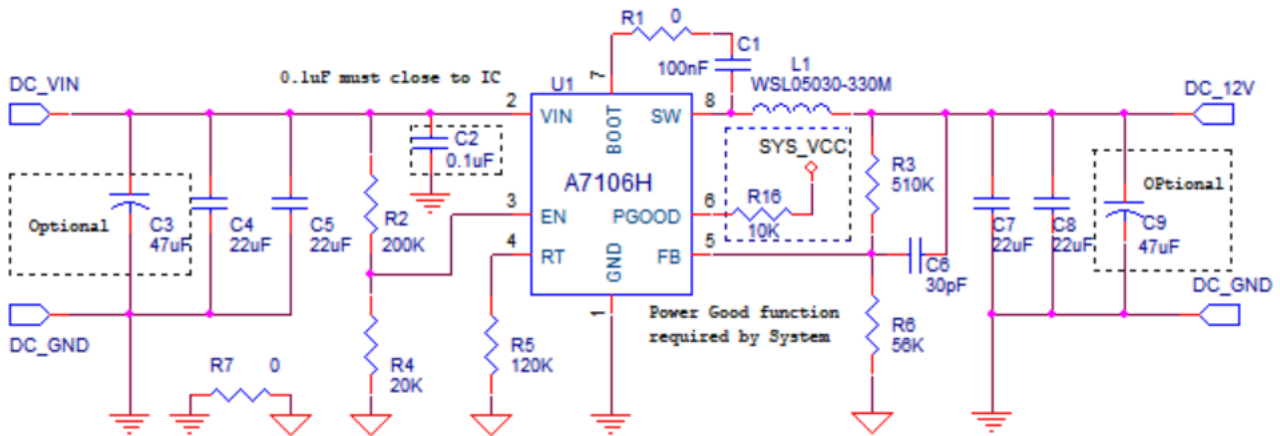 R1 0
C1
100nF
L1
WSL05030-330M
DC_VIN
0.1uF must close to IC
U1
7
DC_12V
2
VIN
BOOT
SW
8
C2
0.1uF
SYS_VCC
A7106H
R3
510K
OPtional
Optional
C3
47uF
C4
22uF
C5
22uF
R2
200K
3
EN
PGOOD
6
R16
10K
C7
22uF
C8
22uF
C9
47uF
4
RT
GND
FB
5
C6
30pF
DC_GND
1
Power Good function
required by System
DC_GND
R7 0
R4
20K
R5
120K
R6
56K